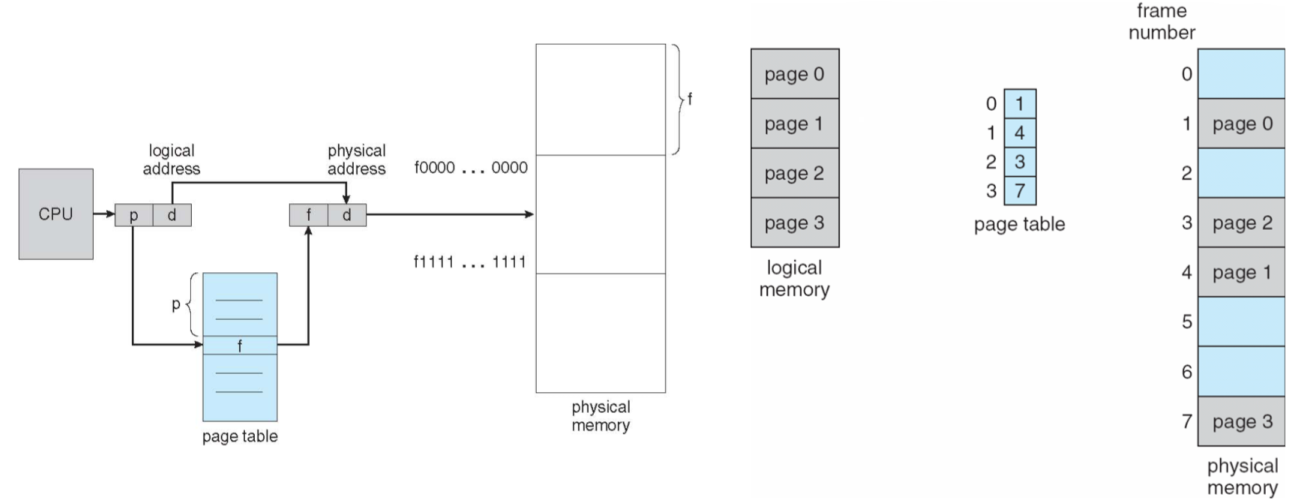 CPU
logical
address
p d
physical
address
f d
p
f
page table
f0000 ... 0000
f1111 ... 1111
f
physical
memory
page 0
page 1
page 2
page 3
logical
memory
0 1
1 4
2 3
3 7
page table
frame
number
0
1 page 0
2
3 page 2
4 page 1
5
6
7 page 3
physical
memory